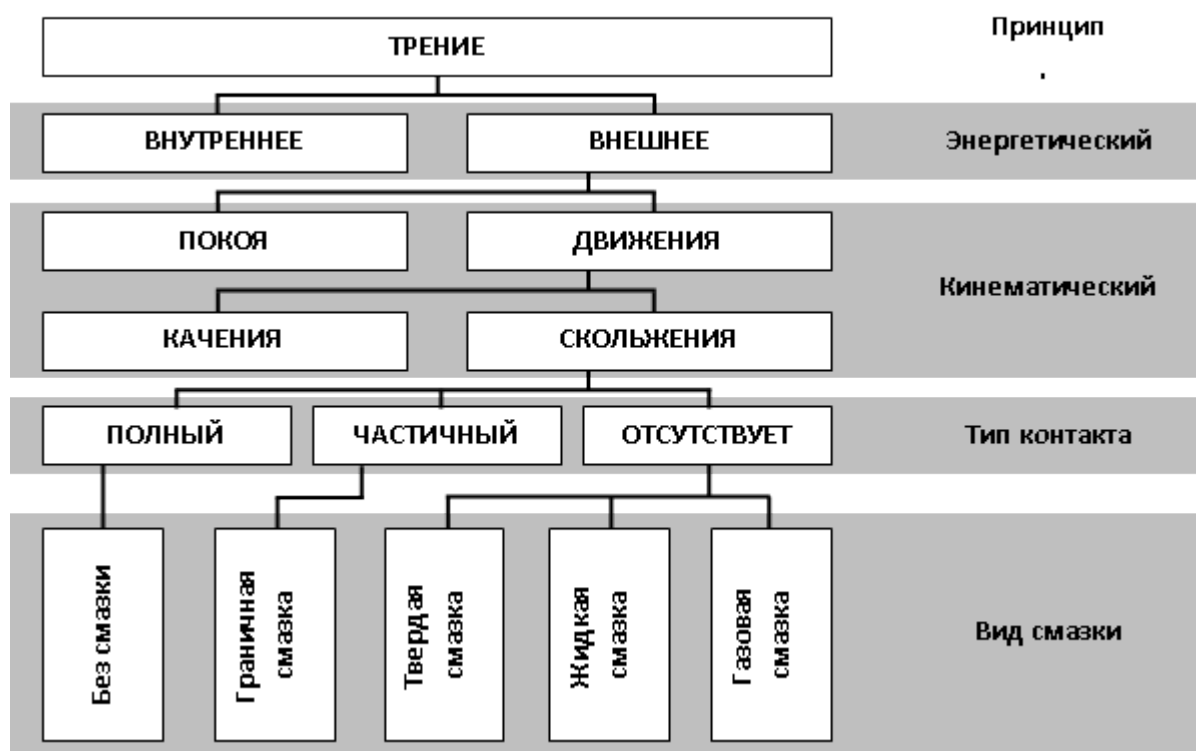 ТРЕНИЕ
Принцип
.
ВНУТРЕННЕЕ
ВНЕШНЕЕ
Энергетический
ПОКОЯ
ДВИЖЕНИЯ
Кинематический
КАЧЕНИЯ
СКОЛЬЖЕНИЯ
ПОЛНЫЙ
ЧАСТИЧНЫЙ
ОТСУТСТВУЕТ
Тип контакта
Без смазки
Граничная
смазка
Твердая
смазка
Жидкая
смазка
Газовая
смазка
Вид смазки